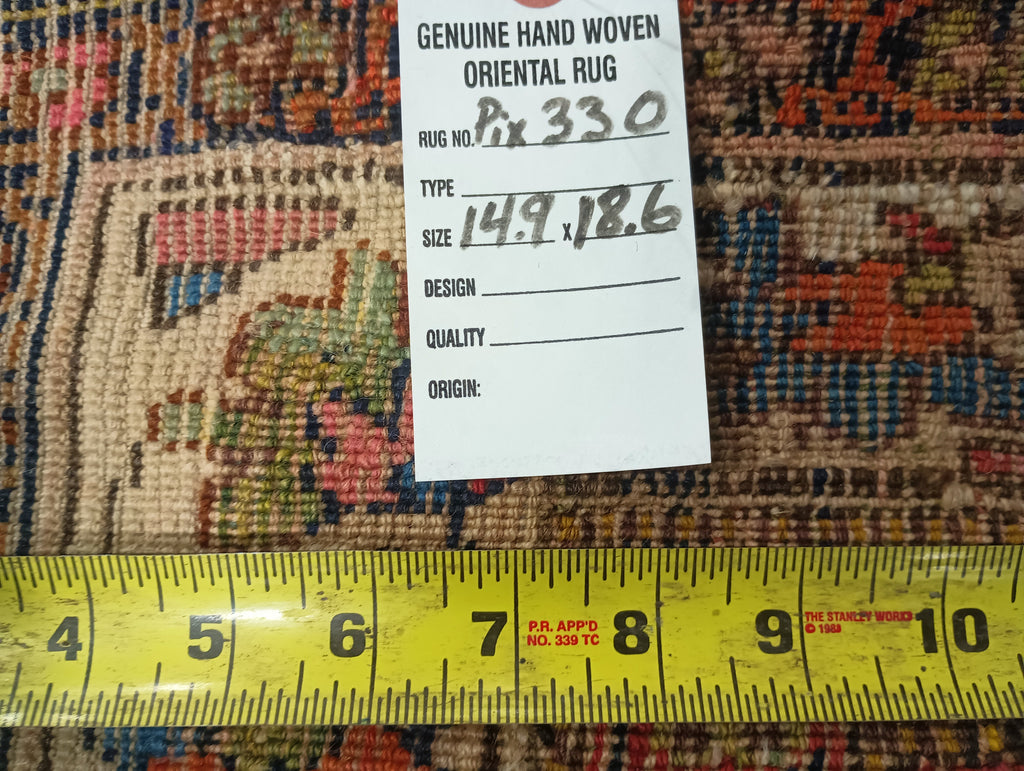 GENUINE HAND WOVEN
ORIENTAL RUG
RUG NO. Pix 330
TYPE
SIZE 14.9 x 18.6
DESIGN
QUALITY
ORIGIN:
4 5 6 7 P.R. APP'D 8 9 THE STANLEY WORKS 10
NO. 339 TC © 1983